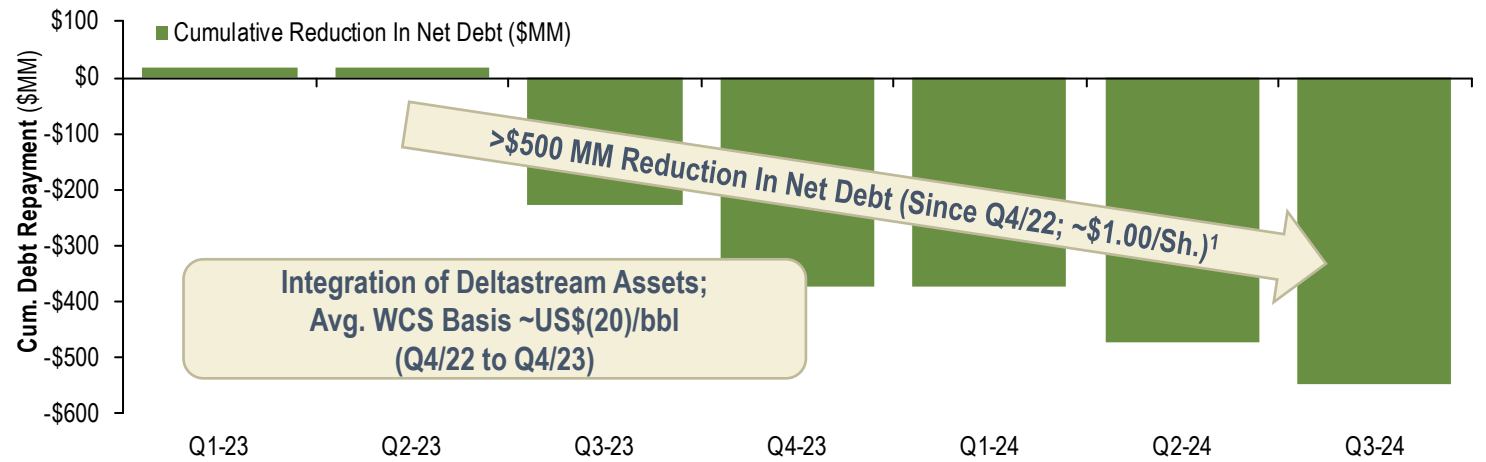 Cum. Debt Repayment ($MM)
$100
$0
-$100
-$200
-$300
-$400
-$500
-$600
Cumulative Reduction In Net Debt ($MM)
>$500 MM Reduction In Net Debt (Since Q4/22; ~$1.00/Sh.)1
Integration of Deltastream Assets;
Avg. WCS Basis ~US$(20)/bbl
(Q4/22 to Q4/23)
Q1-23 Q2-23 Q3-23 Q4-23 Q1-24 Q2-24 Q3-24